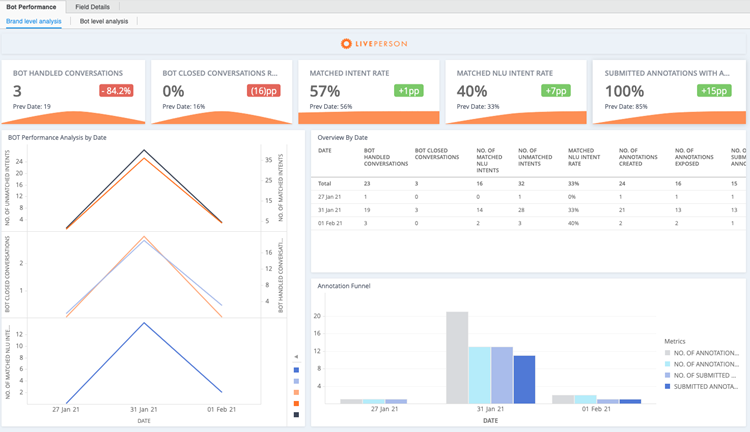 Bot Performance Field Details
Brand level analysis Bot level analysis
LIVEPERSON
BOT HANDLED CONVERSATIONS
3
- 84.2%
Prev Date: 19
BOT CLOSED CONVERSATIONS R...
0%
(16)pp
Prev Date: 16%
MATCHED INTENT RATE
57%
+1pp
Prev Date: 56%
MATCHED NLU INTENT RATE
40%
+7pp
Prev Date: 33%
SUBMITTED ANNOTATIONS WITH A...
100%
+15pp
Prev Date: 85%
BOT Performance Analysis by Date
NO. OF UNMATCHED INTENTS
24
20
16
12
8
4
35
25
15
5
NO. OF MATCHED INTENTS
BOT CLOSED CONVERSATIONS
2
1
16
12
8
4
BOT HANDLED CONVERSATI...
NO. OF MATCHED NLU INTE...
12
10
8
6
4
2
27 Jan 21 31 Jan 21 01 Feb 21
DATE
Overview By Date
DATE
BOT
HANDLED
CONVERSATIONS
BOT CLOSED
CONVERSATIONS
NO. OF
MATCHED
NLU
INTENTS
NO. OF
UNMATCHED
INTENTS
MATCHED
NLU INTENT
RATE
NO. OF
ANNOTATIONS
CREATED
NO. OF
ANNOTATIONS
EXPOSED
NO. OF
SUBM
ANNO
Total 23 3 16 32 33% 24 16 15
27 Jan 21 1 0 0 1 0% 1 1 1
31 Jan 21 19 3 14 28 33% 21 13 13
01 Feb 21 3 0 2 3 40% 2 2 1
Annotation Funnel
20
16
12
8
4
27 Jan 21 31 Jan 21 01 Feb 21
DATE
Metrics
NO. OF ANNOTATION...
NO. OF ANNOTATION...
NO. OF SUBMITTED ...
SUBMITTED ANNOTA...